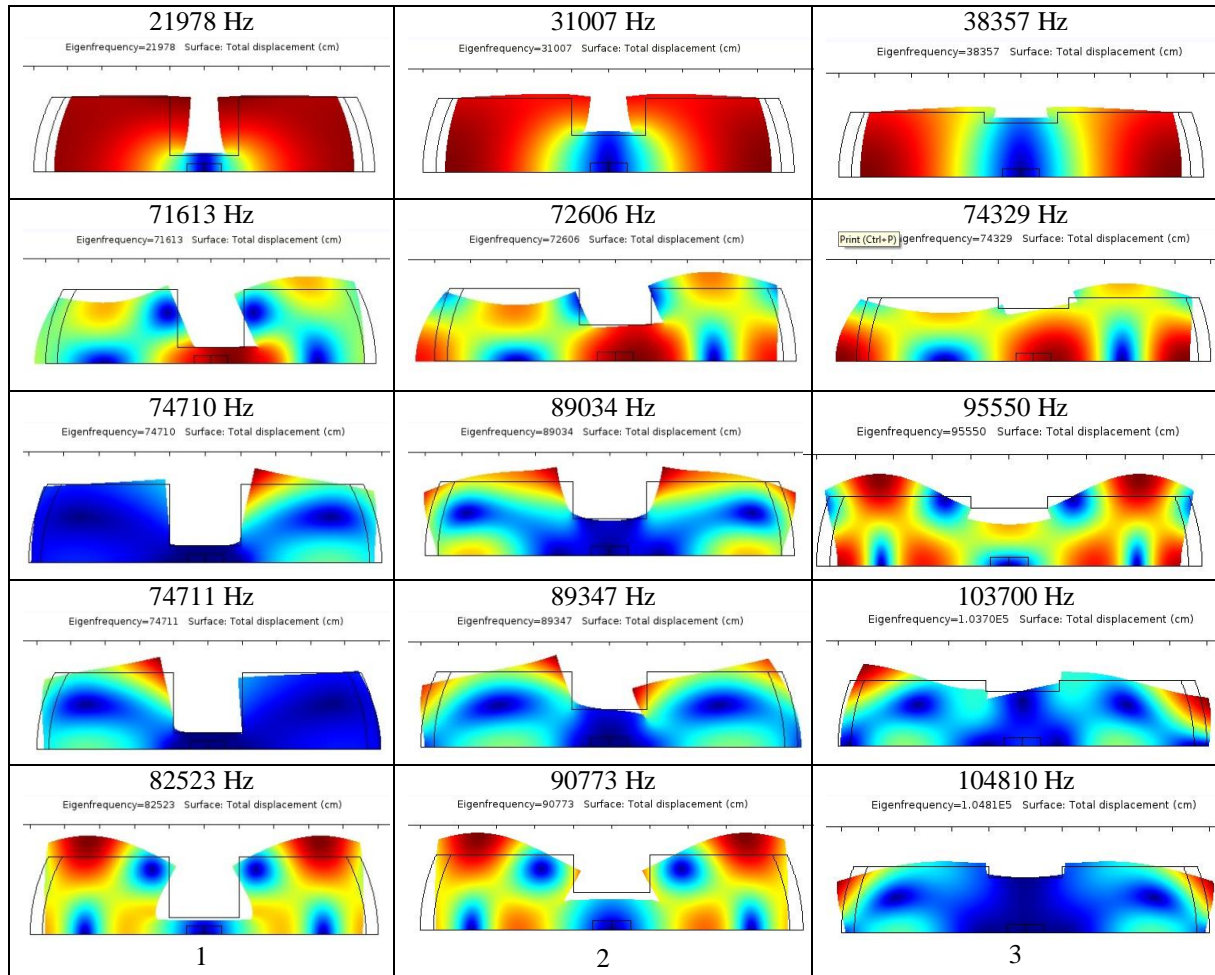 21978 Hz
Eigenfrequency=21978 Surface: Total displacement (cm)
31007 Hz
Eigenfrequency=31007 Surface: Total displacement (cm)
38357 Hz
Eigenfrequency=38357 Surface: Total displacement (cm)
71613 Hz
Eigenfrequency=71613 Surface: Total displacement (cm)
72606 Hz
Eigenfrequency=72606 Surface: Total displacement (cm)
74329 Hz
Print (Ctrl+P) igenfrequency=74329 Surface: Total displacement (cm)
74710 Hz
Eigenfrequency=74710 Surface: Total displacement (cm)
89034 Hz
Eigenfrequency=89034 Surface: Total displacement (cm)
95550 Hz
Eigenfrequency=95550 Surface: Total displacement (cm)
74711 Hz
Eigenfrequency=74711 Surface: Total displacement (cm)
89347 Hz
Eigenfrequency=89347 Surface: Total displacement (cm)
103700 Hz
Eigenfrequency=1.0370E5 Surface: Total displacement (cm)
82523 Hz
Eigenfrequency=82523 Surface: Total displacement (cm)
90773 Hz
Eigenfrequency=90773 Surface: Total displacement (cm)
104810 Hz
Eigenfrequency=1.0481E5 Surface: Total displacement (cm)
1
2
3